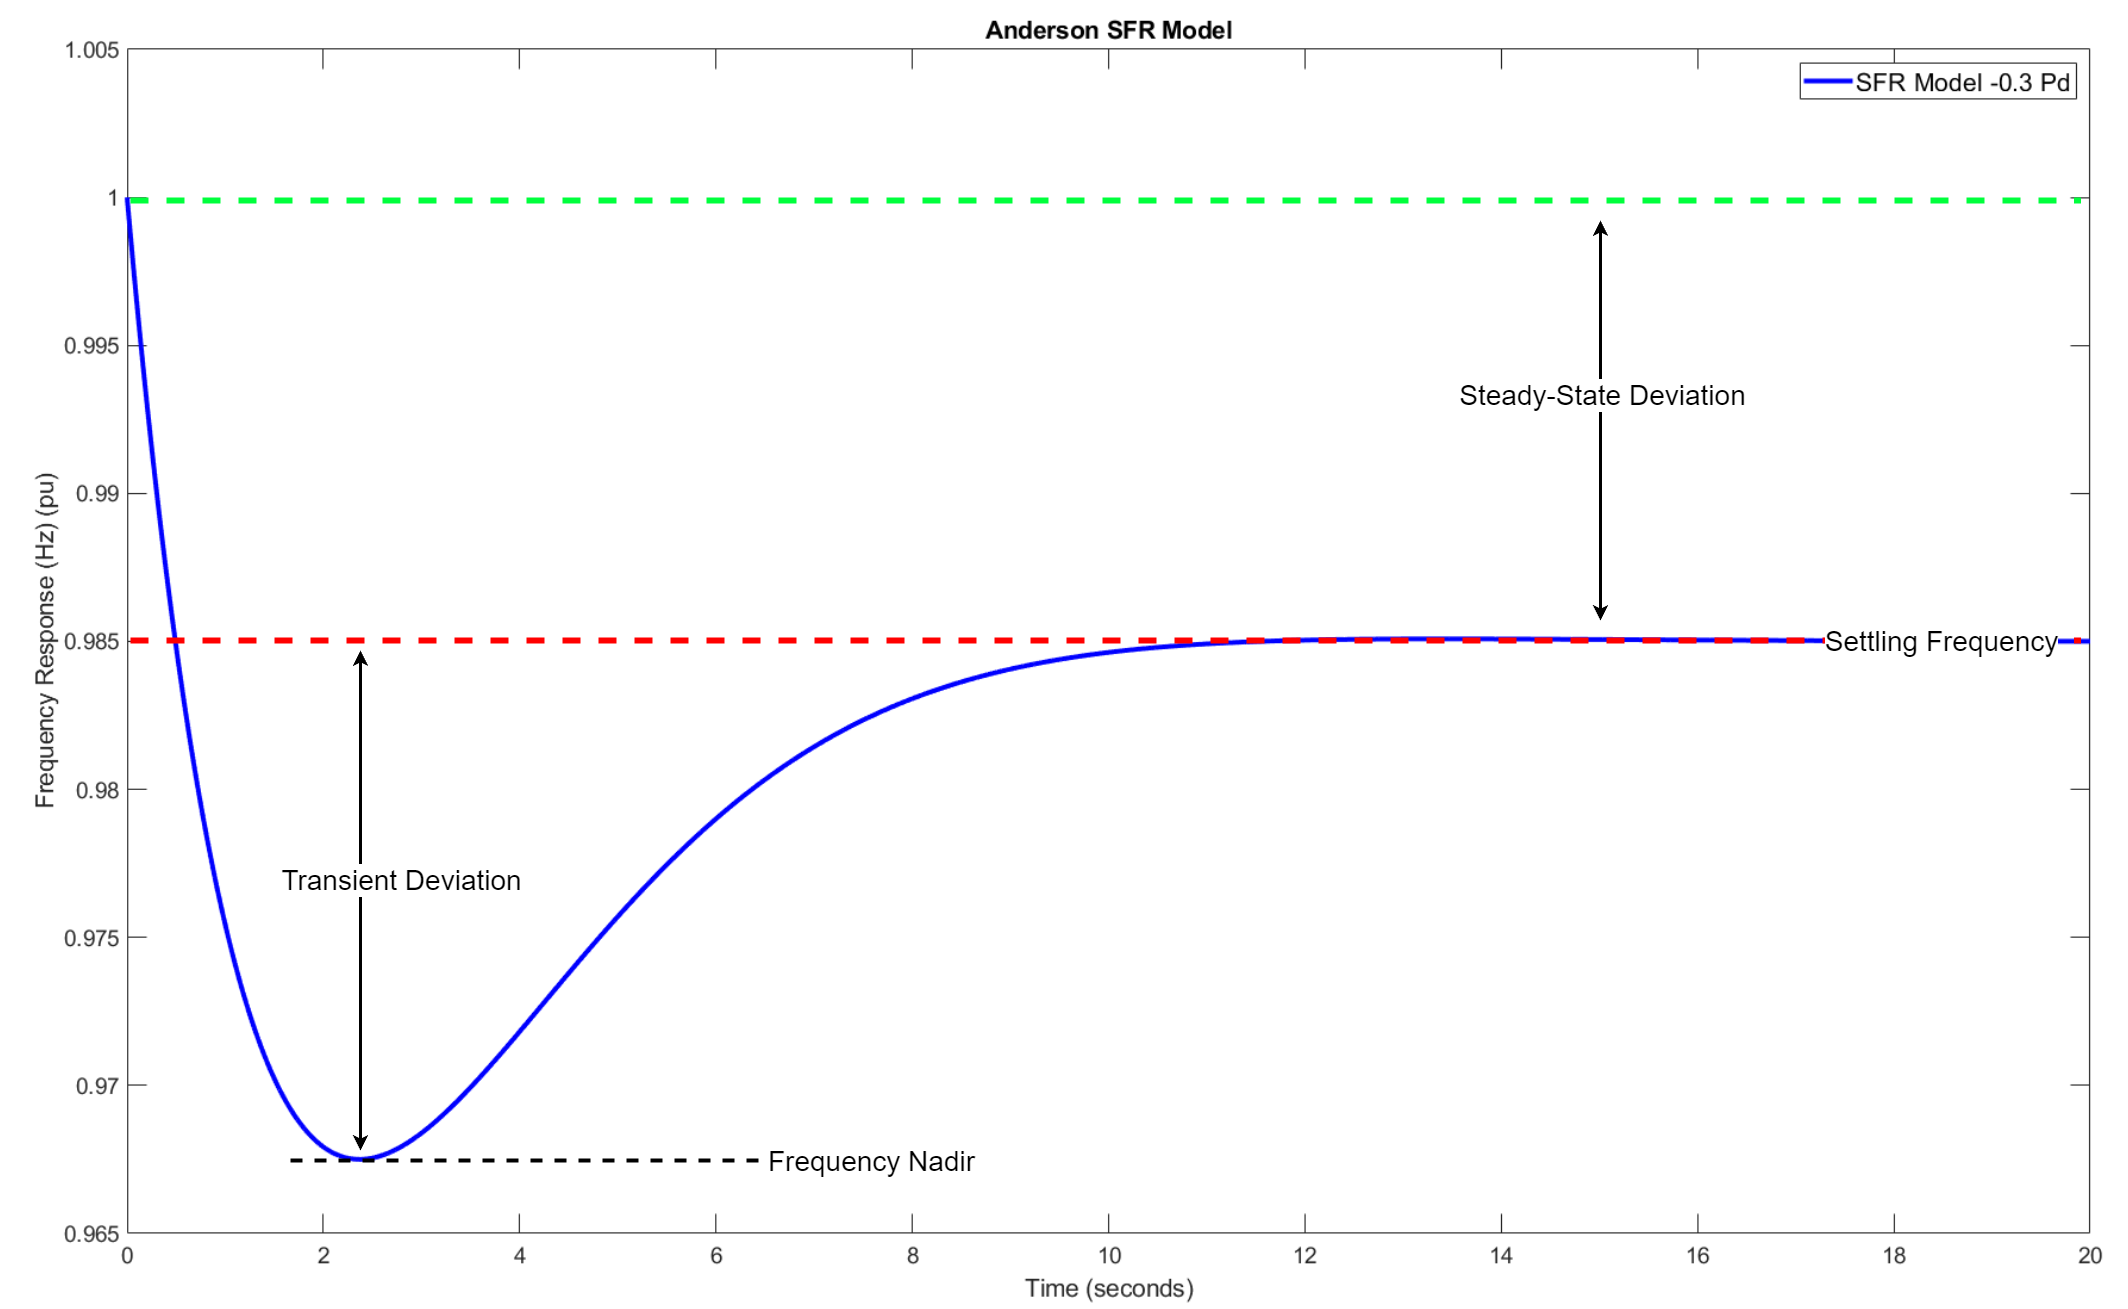 Anderson SFR Model
1.005
SFR Model -0.3 Pd
1
0.995
Steady-State Deviation
0.99
Frequency Response (Hz) (pu)
0.985
Settling Frequency
0.98
Transient Deviation
0.975
0.97
Frequency Nadir
0.965
0 2 4 6 8 10 12 14 16 18 20
Time (seconds)